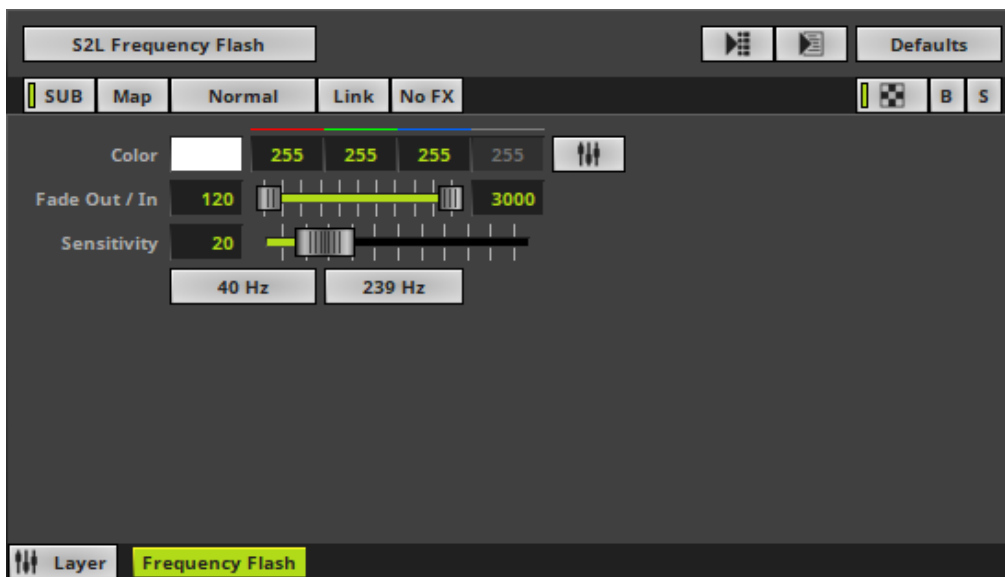 S2L Frequency Flash Defaults
SUB Map Normal Link No FX B S
Color 255 255 255 255
Fade Out / In 120 3000
Sensitivity 20
40 Hz 239 Hz
Layer Frequency Flash